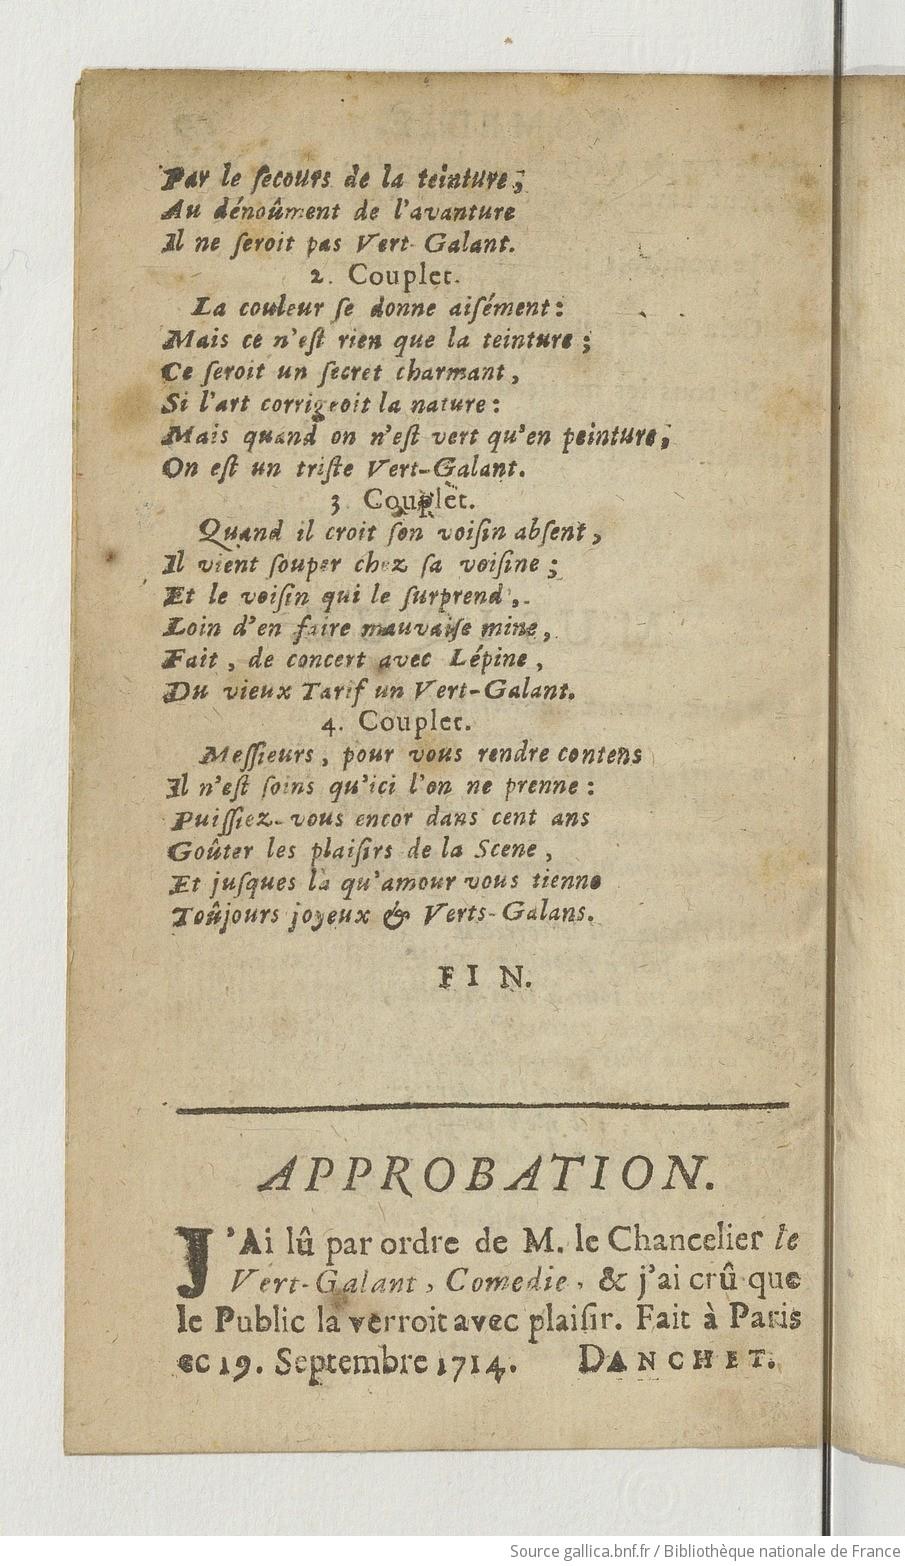 Par le ſecours de la teinture;
Au dénoûment de l'avanture
Il ne ſeroit pas Vert-Galant.
2. Couplet.
La couleur ſe donne aiſément:
Mais ce n'eſt rien que la teinture;
Ce ſeroit un ſecret charmant,
Si l'art corrigeoit la nature:
Mais quand on n'eſt vert qu'en peinture,
On eſt un triſte Vert-Galant.
3 Couplet.
Quand il croit ſon voiſin abſent,
Il vient ſouper chez ſa voiſine;
Et le voiſin qui le ſurprend,
Loin d'en faire mauvaiſe mine,
Fait, de concert avec Lépine,
Du vieux Tarif un Vert-Galant.
4. Couplet.
Meſſieurs, pour vous rendre contens
Il n'eſt ſoins qu'ici l'on ne prenne:
Puiſſiez-vous encor dans cent ans
Goûter les plaiſirs de la Scene,
Et juſques là qu'amour vous tienne
Toûjours joyeux & Verts-Galans.
FIN.
APPROBATION.
J'Ai lû par ordre de M. le Chancelier le
Vert-Galant, Comedie, & j'ai crû que
le Public la verroit avec plaiſir. Fait à Paris
ce 19. Septembre 1714. DANCHET.
Source gallica.bnf.fr / Bibliothèque nationale de France